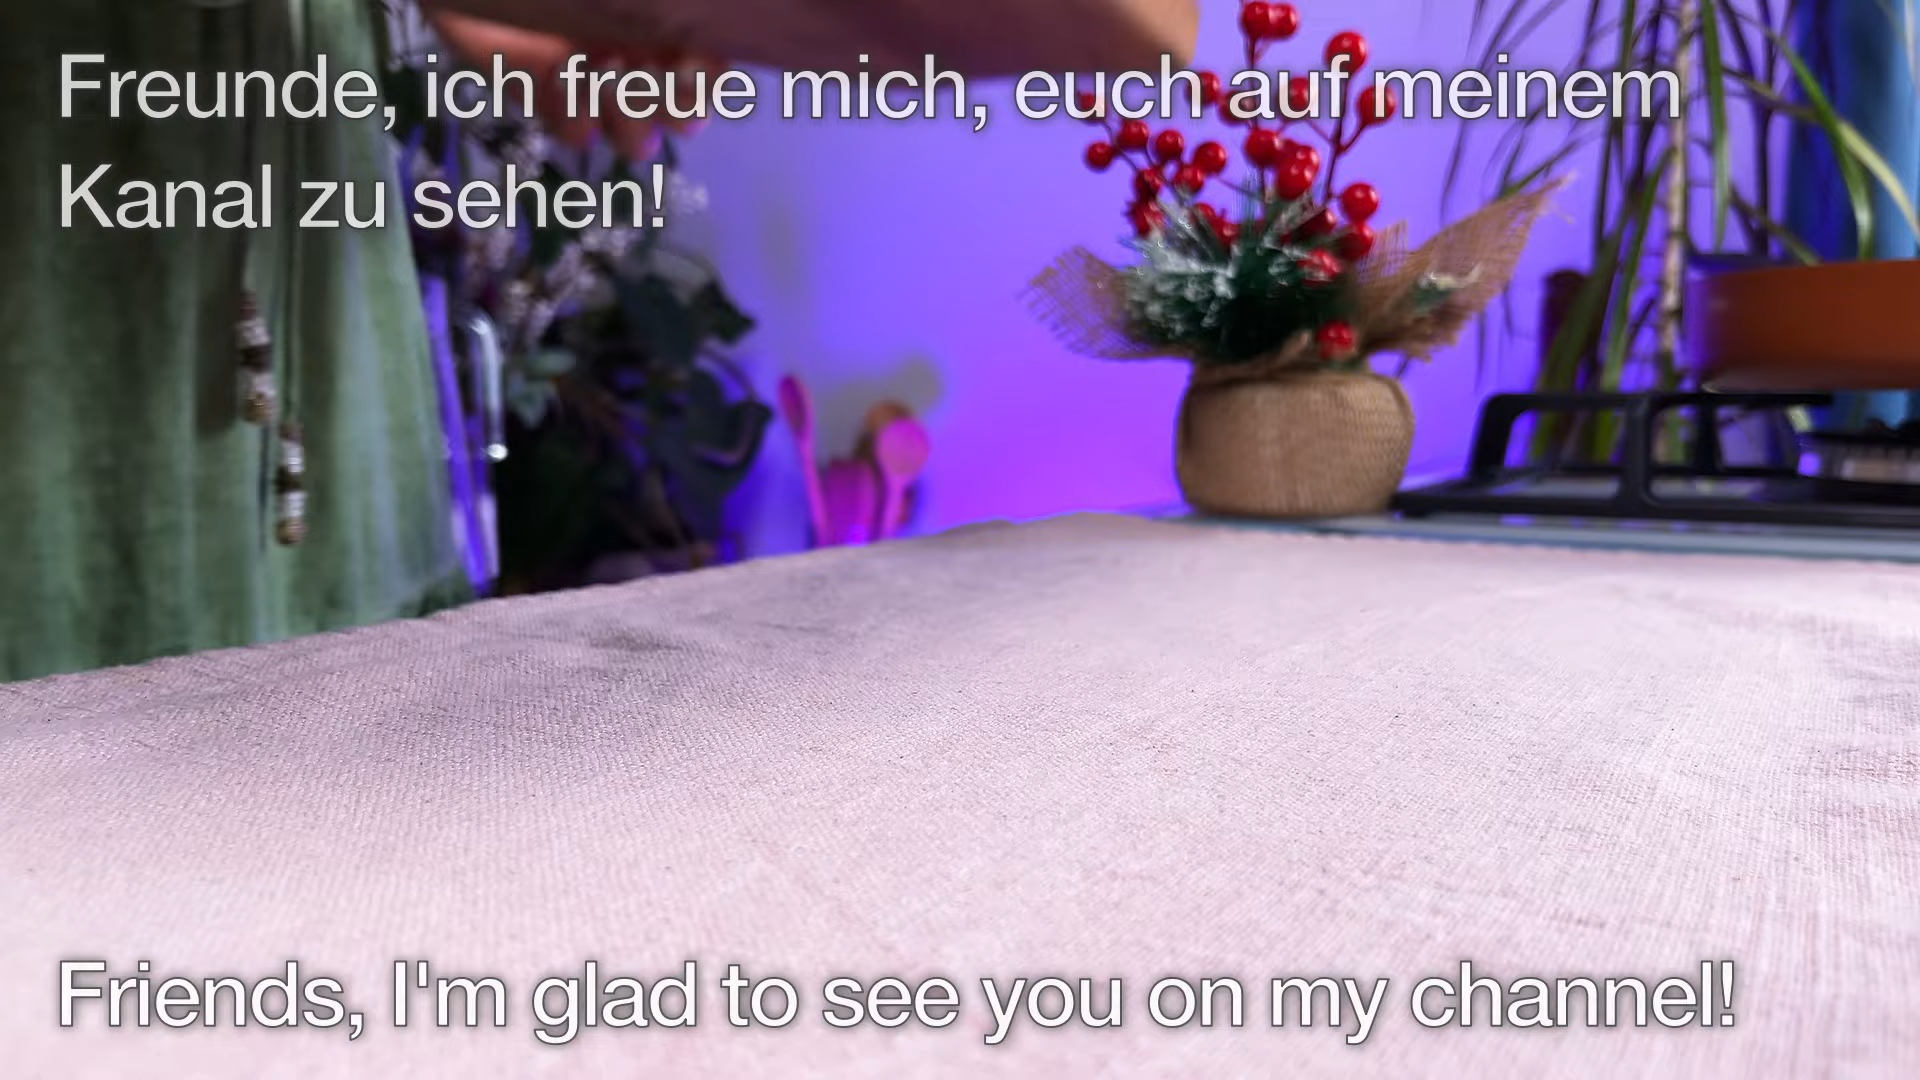 Freunde, ich freue mich, euch auf meinem
Kanal zu sehen!
Friends, I'm glad to see you on my channel!